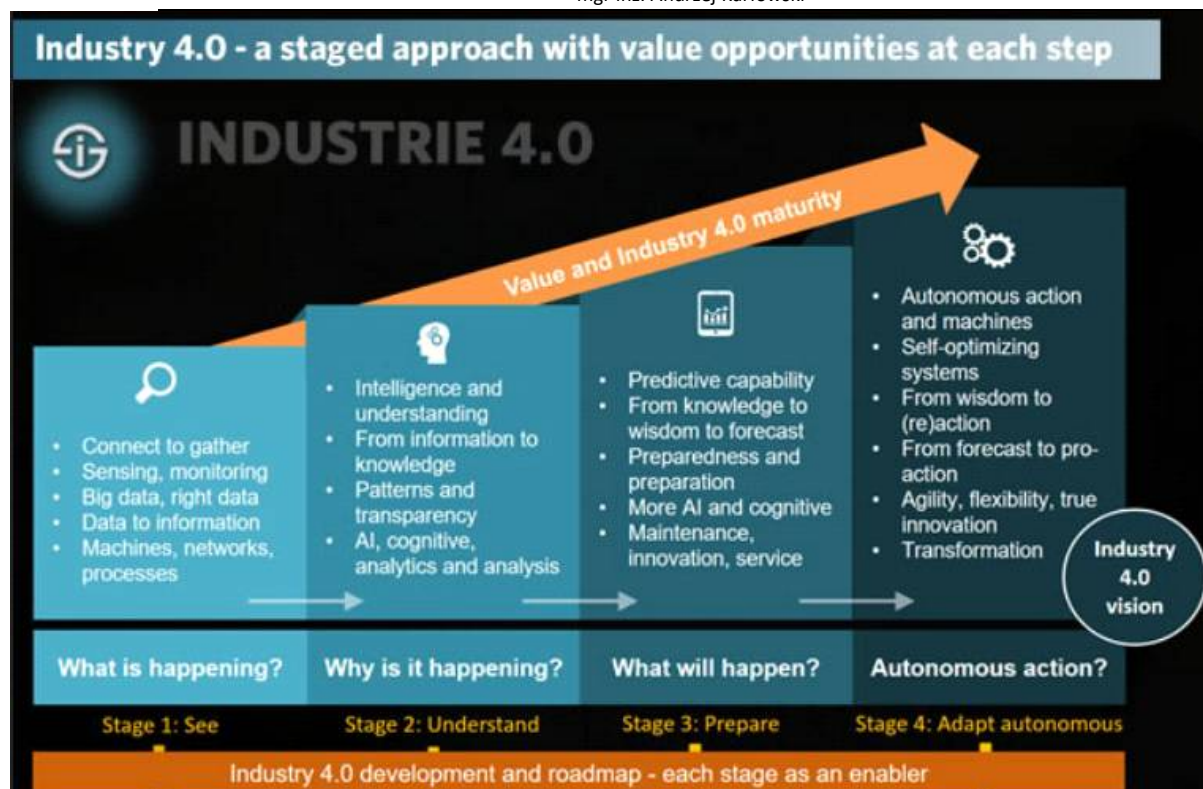 Industry 4.0 - a staged approach with value opportunities at each step
INDUSTRIE 4.0
Value and Industry 4.0 maturity
• Connect to gather
• Sensing, monitoring
• Big data, right data
• Data to information
• Machines, networks,
processes
• Intelligence and
understanding
• From information to
knowledge
• Patterns and
transparency
• AI, cognitive,
analytics and analysis
• Predictive capability
• From knowledge to
wisdom to forecast
• Preparedness and
preparation
• More AI and cognitive
• Maintenance,
innovation, service
• Autonomous action
and machines
• Self-optimizing
systems
• From wisdom to
(re)action
• From forecast to pro-
action
• Agility, flexibility, true
innovation
• Transformation
Industry
4.0
vision
What is happening?
Why is it happening?
What will happen?
Autonomous action?
Stage 1: See
Stage 2: Understand
Stage 3: Prepare
Stage 4: Adapt autonomous
Industry 4.0 development and roadmap - each stage as an enabler